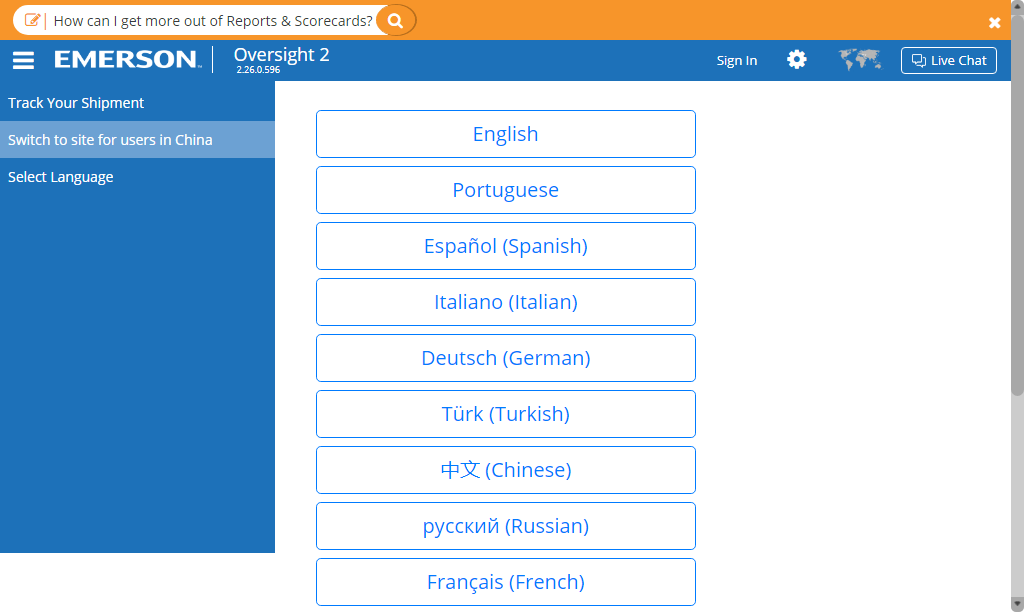 How can I get more out of Reports & Scorecards?
EMERSON™
Oversight 2
2.26.0.596
Sign In
Live Chat
Track Your Shipment
Switch to site for users in China
Select Language
English
Portuguese
Español (Spanish)
Italiano (Italian)
Deutsch (German)
Türk (Turkish)
中文 (Chinese)
русский (Russian)
Français (French)